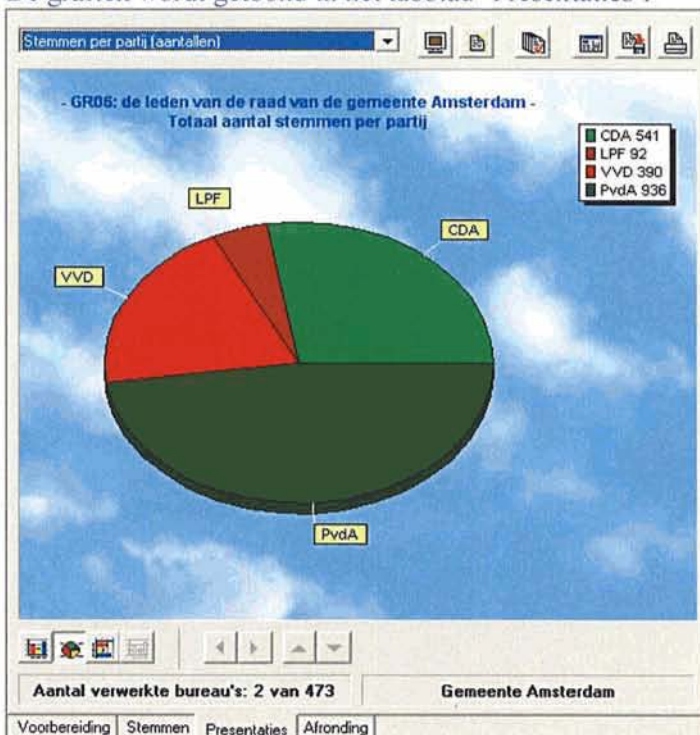 Stemmen per partij (aantallen)
- GR06: de leden van de raad van de gemeente Amsterdam -
Totaal aantal stemmen per partij
CDA 541
LPF 92
VVD 390
PvdA 936
LPF
CDA
VVD
PvdA
Aantal verwerkte bureau's: 2 van 473
Gemeente Amsterdam
Voorbereiding
Stemmen
Presentaties
Afronding